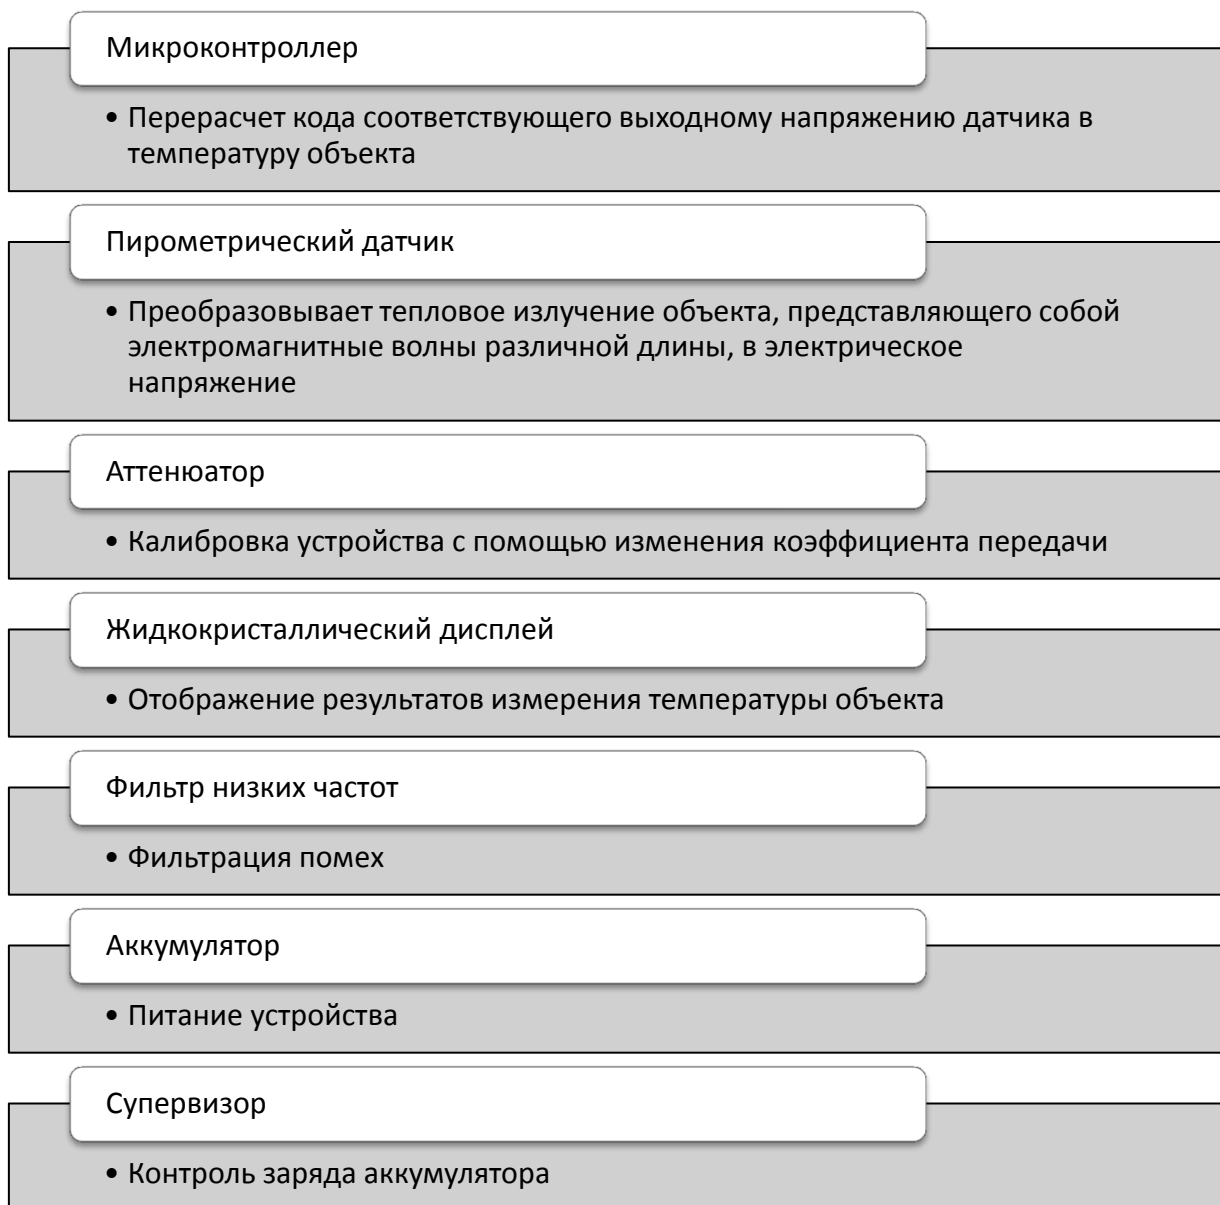 Микроконтроллер
• Перерасчет кода соответствующего выходному напряжению датчика в
температуру объекта
Пирометрический датчик
• Преобразовывает тепловое излучение объекта, представляющего собой
электромагнитные волны различной длины, в электрическое
напряжение
Аттенюатор
• Калибровка устройства с помощью изменения коэффициента передачи
Жидкокристаллический дисплей
• Отображение результатов измерения температуры объекта
Фильтр низких частот
• Фильтрация помех
Аккумулятор
• Питание устройства
Супервизор
• Контроль заряда аккумулятора